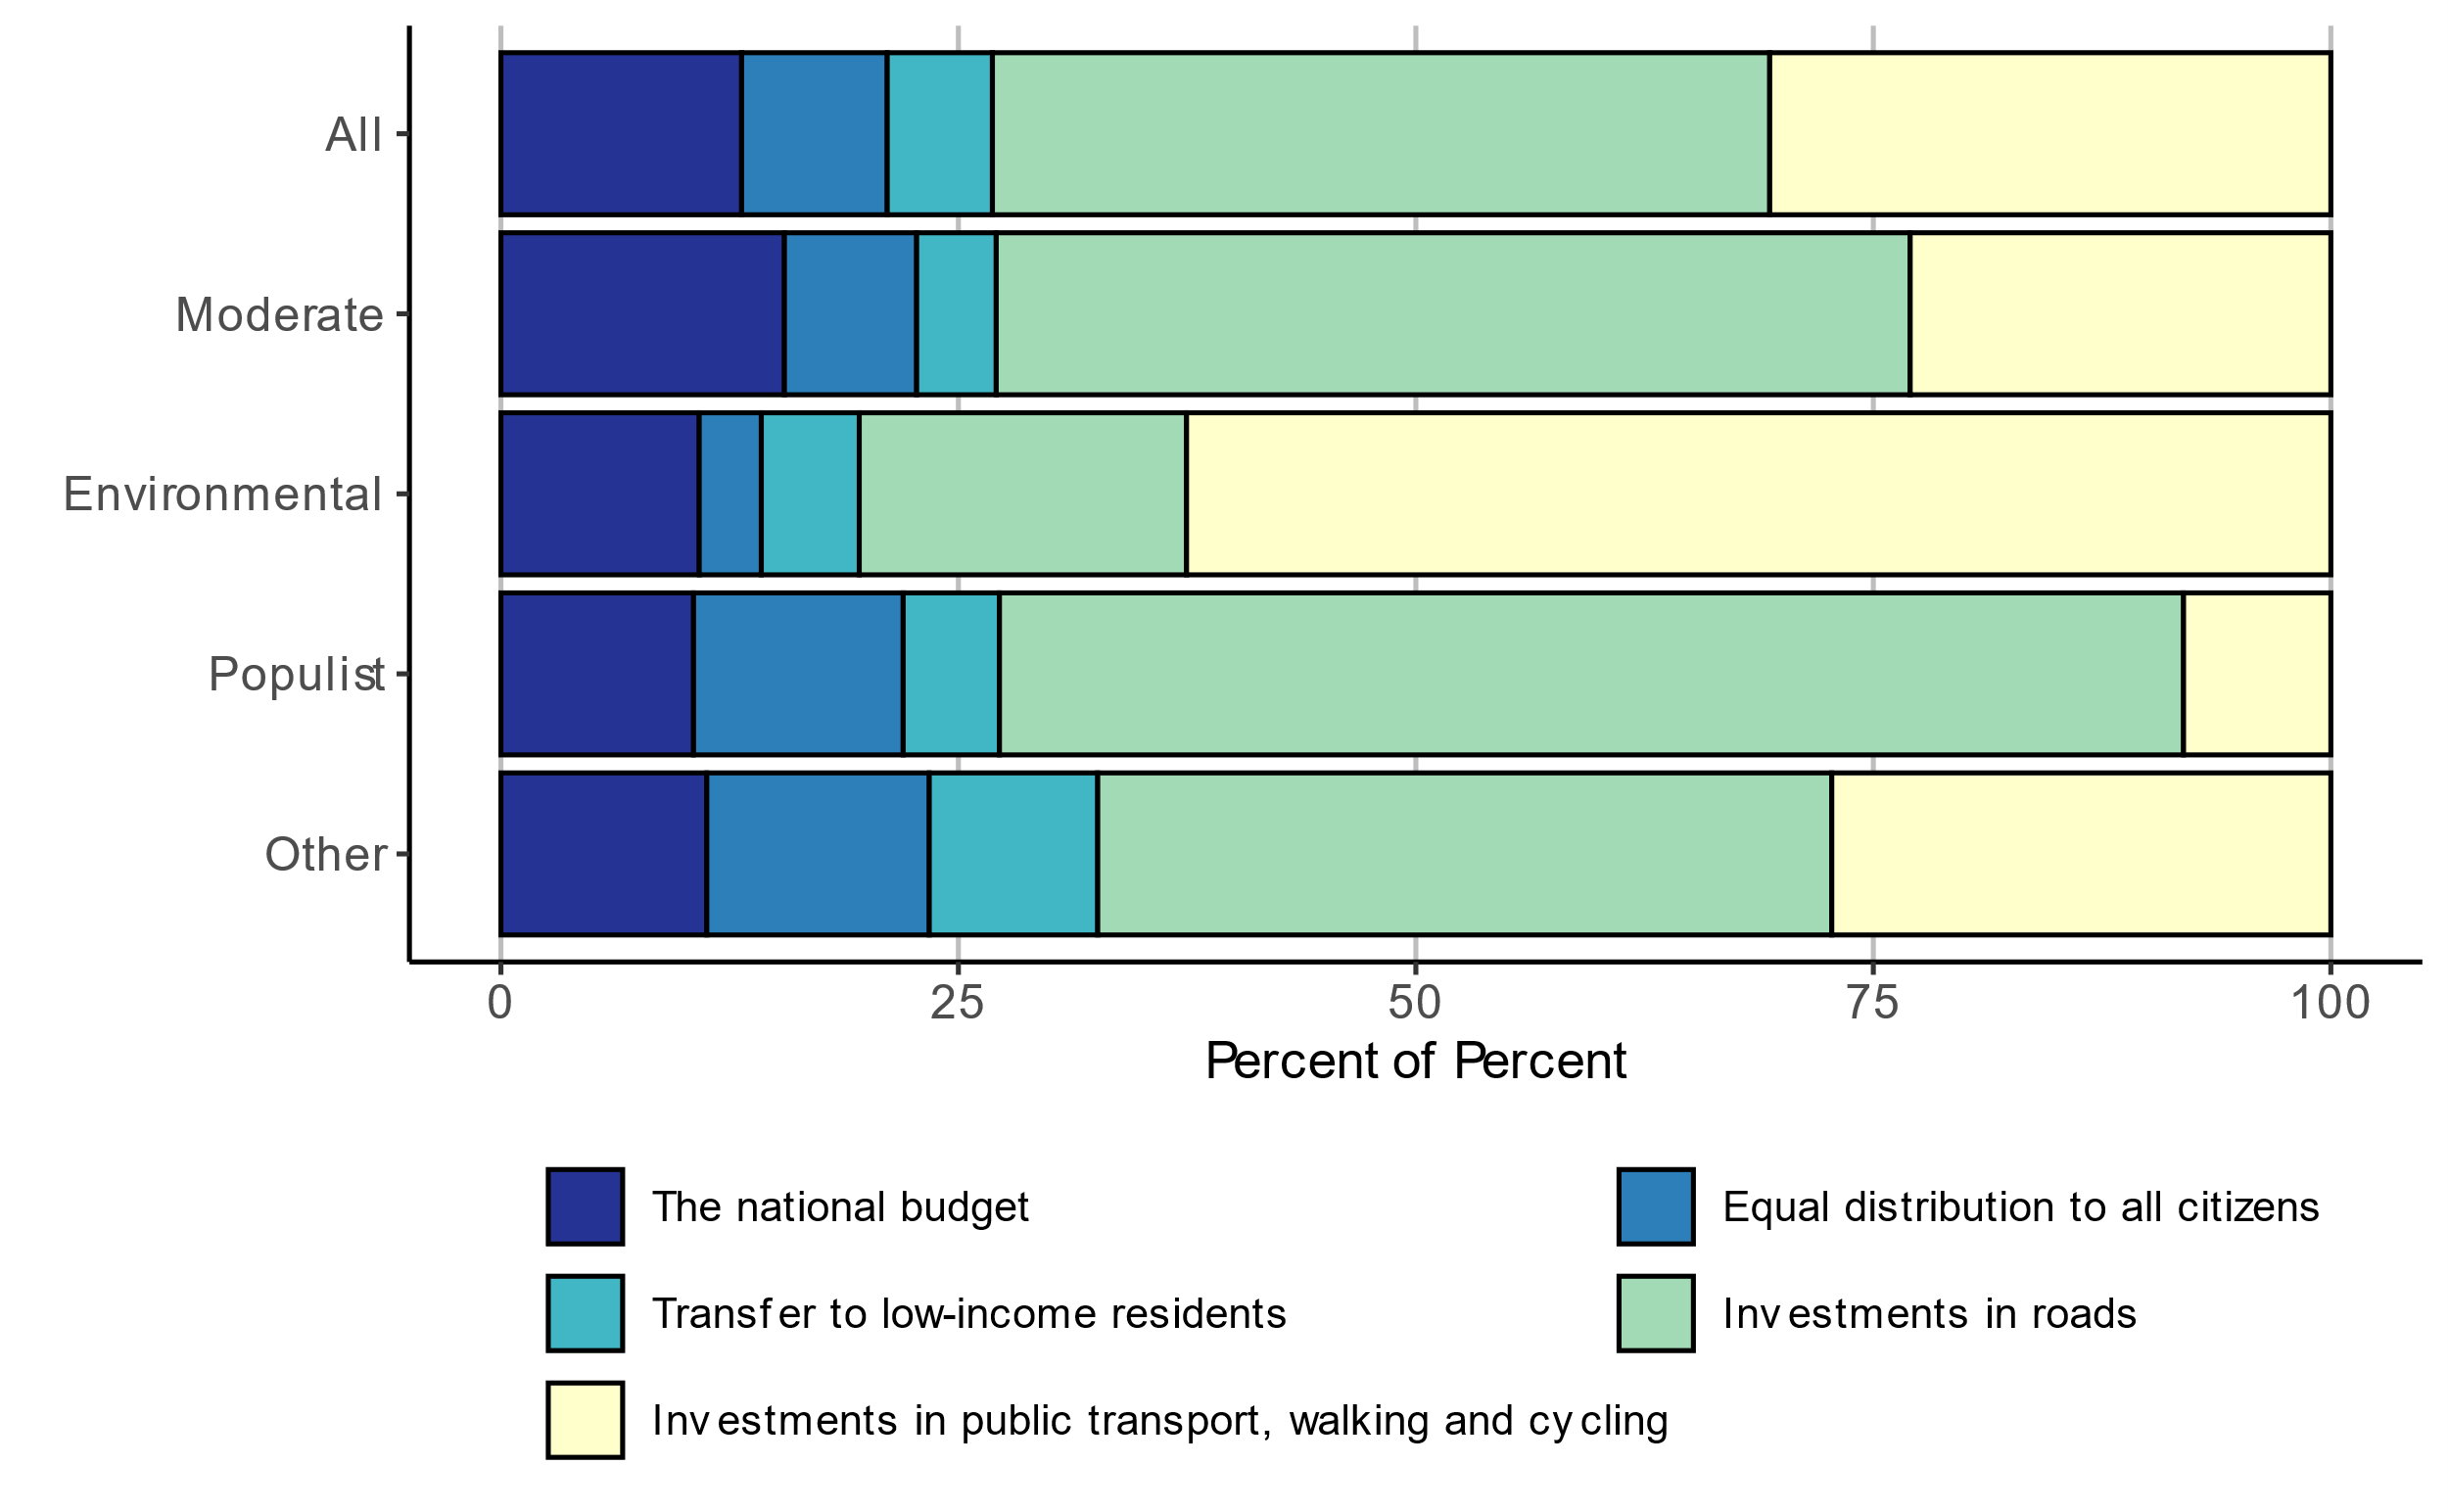 All
Moderate
Environmental
Populist
Other
0 25 50 75 100
Percent of Percent
The national budget
Equal distribution to all citizens
Transfer to low-income residents
Investments in roads
Investments in public transport, walking and cycling